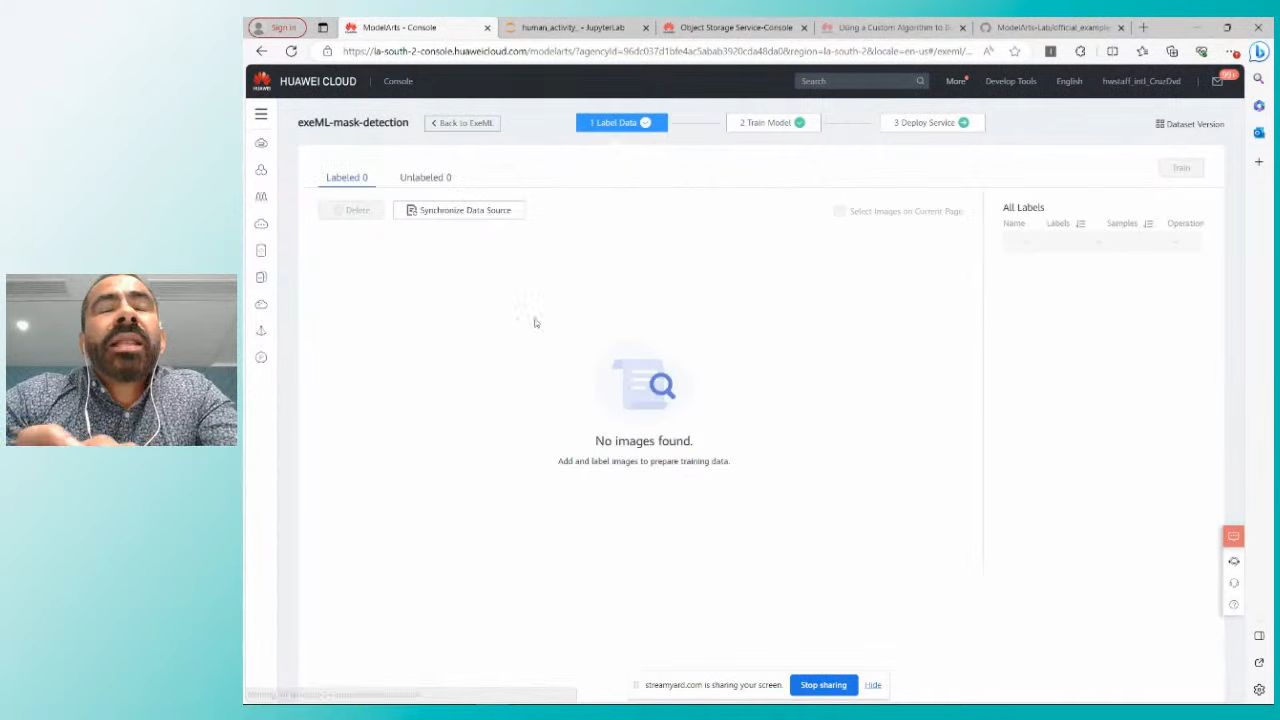 Sign in
ModelArts - Console
human_activity_ - JupyterLab
Object Storage Service-Console
Using a Custom Algorithm to B
ModelArts-Lab/official_example
https://la-south-2-console.huaweicloud.com/modelarts/?agencyId=96dc037d1bfe4ac5abab3920cda48da0&region=la-south-2&locale=en-us#/exeml/...
HUAWEI CLOUD
Console
Search
More
Develop Tools
English
hwstaff_intl_CruzDvd
99+
exeML-mask-detection
< Back to ExeML
1 Label Data
2 Train Model
3 Deploy Service
Dataset Version
Labeled 0
Unlabeled 0
Train
Delete
Synchronize Data Source
Select Images on Current Page
All Labels
Name
Labels
Samples
Operation
No images found.
Add and label images to prepare training data.
streamyard.com is sharing your screen.
Stop sharing
Hide